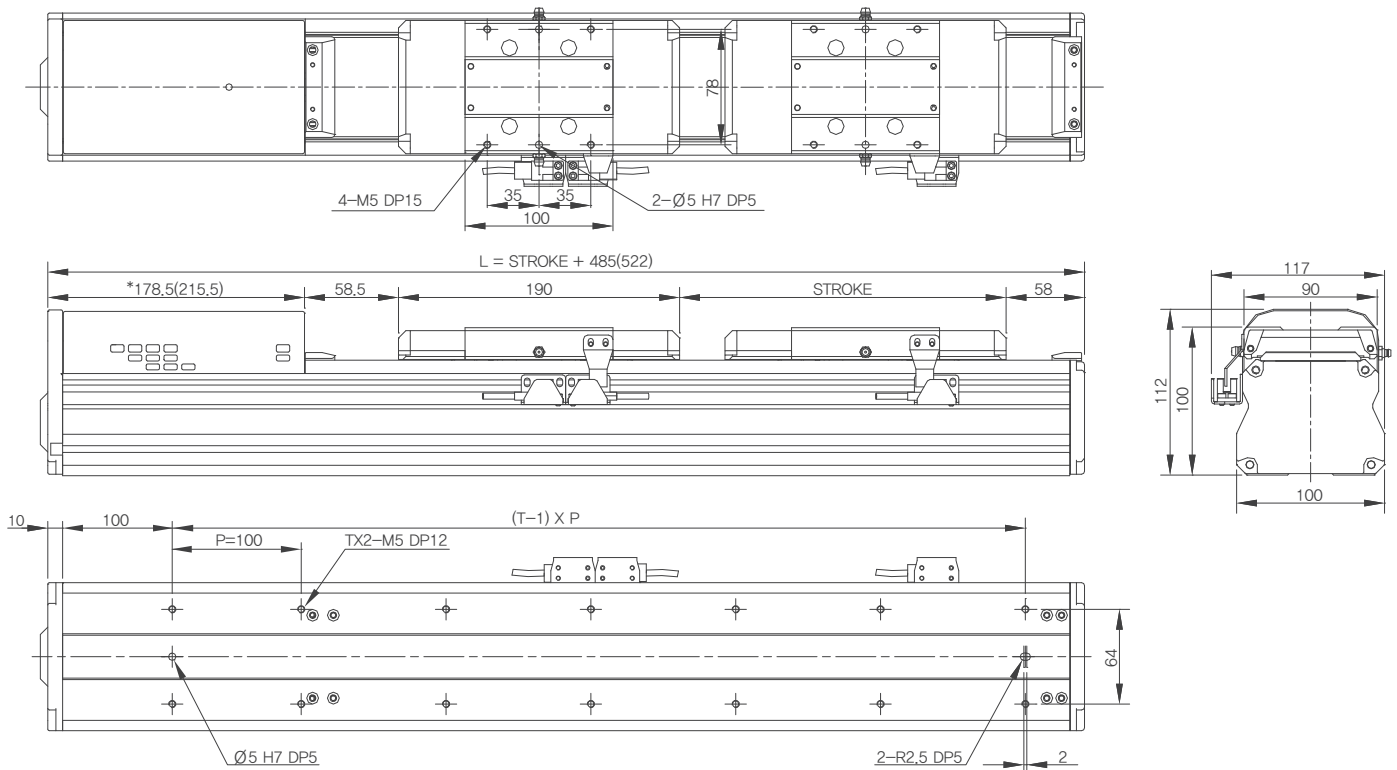 78
4-M5 DP15
35
35
2-Ø5 H7 DP5
100
L = STROKE + 485(522)
*178.5(215.5)
58.5
190
STROKE
58
117
90
112
100
100
10
100
(T-1) X P
P=100
TX2-M5 DP12
64
Ø5 H7 DP5
2-R2.5 DP5
2